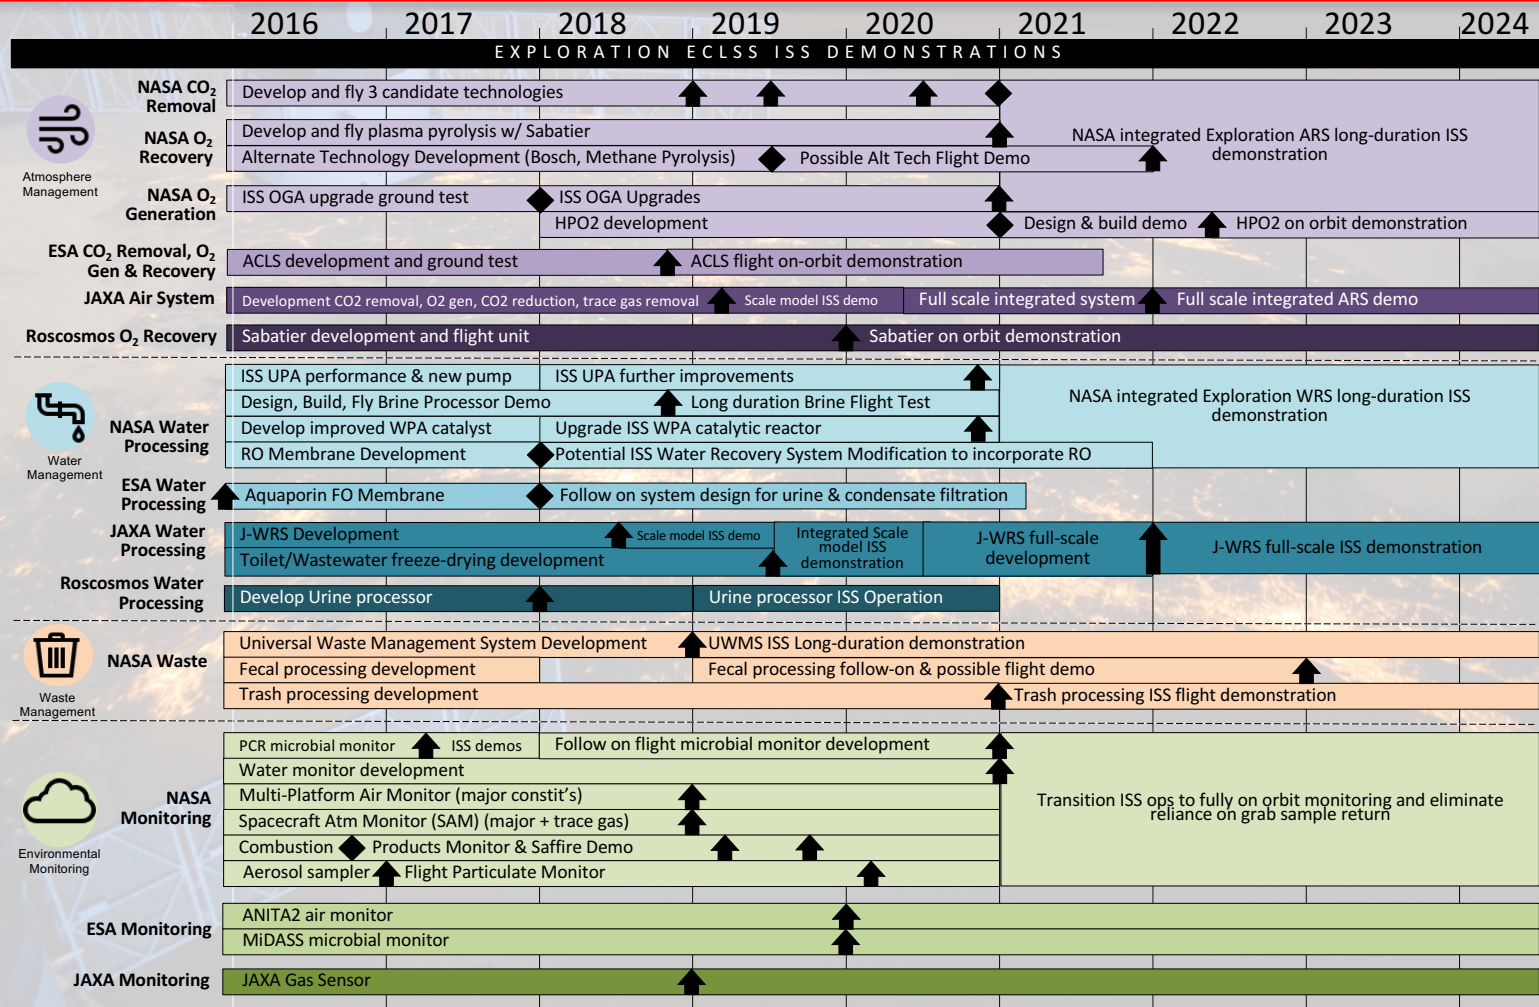 2016 2017 2018 2019 2020 2021 2022 2023 2024
EXPLORATION ECLSS ISS DEMONSTRATIONS
Atmosphere
Management
NASA CO2
Removal
Develop and fly 3 candidate technologies
NASA O2
Recovery
Develop and fly plasma pyrolysis w/ Sabatier
Alternate Technology Development (Bosch, Methane Pyrolysis)
Possible Alt Tech Flight Demo
NASA integrated Exploration ARS long-duration ISS
demonstration
NASA O2
Generation
ISS OGA upgrade ground test
ISS OGA Upgrades
HPO2 development
Design & build demo
HPO2 on orbit demonstration
ESA CO2 Removal, O2
Gen & Recovery
ACLS development and ground test
ACLS flight on-orbit demonstration
JAXA Air System
Development CO2 removal, O2 gen, CO2 reduction, trace gas removal
Scale model ISS demo
Full scale integrated system
Full scale integrated ARS demo
Roscosmos O2 Recovery
Sabatier development and flight unit
Sabatier on orbit demonstration
Water
Management
NASA Water
Processing
ISS UPA performance & new pump
ISS UPA further improvements
Design, Build, Fly Brine Processor Demo
Long duration Brine Flight Test
Develop improved WPA catalyst
Upgrade ISS WPA catalytic reactor
RO Membrane Development
Potential ISS Water Recovery System Modification to incorporate RO
NASA integrated Exploration WRS long-duration ISS
demonstration
ESA Water
Processing
Aquaporin FO Membrane
Follow on system design for urine & condensate filtration
JAXA Water
Processing
J-WRS Development
Scale model ISS demo
Toilet/Wastewater freeze-drying development
Integrated Scale
model ISS
demonstration
J-WRS full-scale
development
J-WRS full-scale ISS demonstration
Roscosmos Water
Processing
Develop Urine processor
Urine processor ISS Operation
Waste
Management
NASA Waste
Universal Waste Management System Development
UWMS ISS Long-duration demonstration
Fecal processing development
Fecal processing follow-on & possible flight demo
Trash processing development
Trash processing ISS flight demonstration
Environmental
Monitoring
NASA
Monitoring
PCR microbial monitor
ISS demos
Follow on flight microbial monitor development
Water monitor development
Multi-Platform Air Monitor (major constit's)
Spacecraft Atm Monitor (SAM) (major + trace gas)
Combustion
Products Monitor & Saffire Demo
Aerosol sampler
Flight Particulate Monitor
Transition ISS ops to fully on orbit monitoring and eliminate
reliance on grab sample return
ESA Monitoring
ANITA2 air monitor
MiDASS microbial monitor
JAXA Monitoring
JAXA Gas Sensor